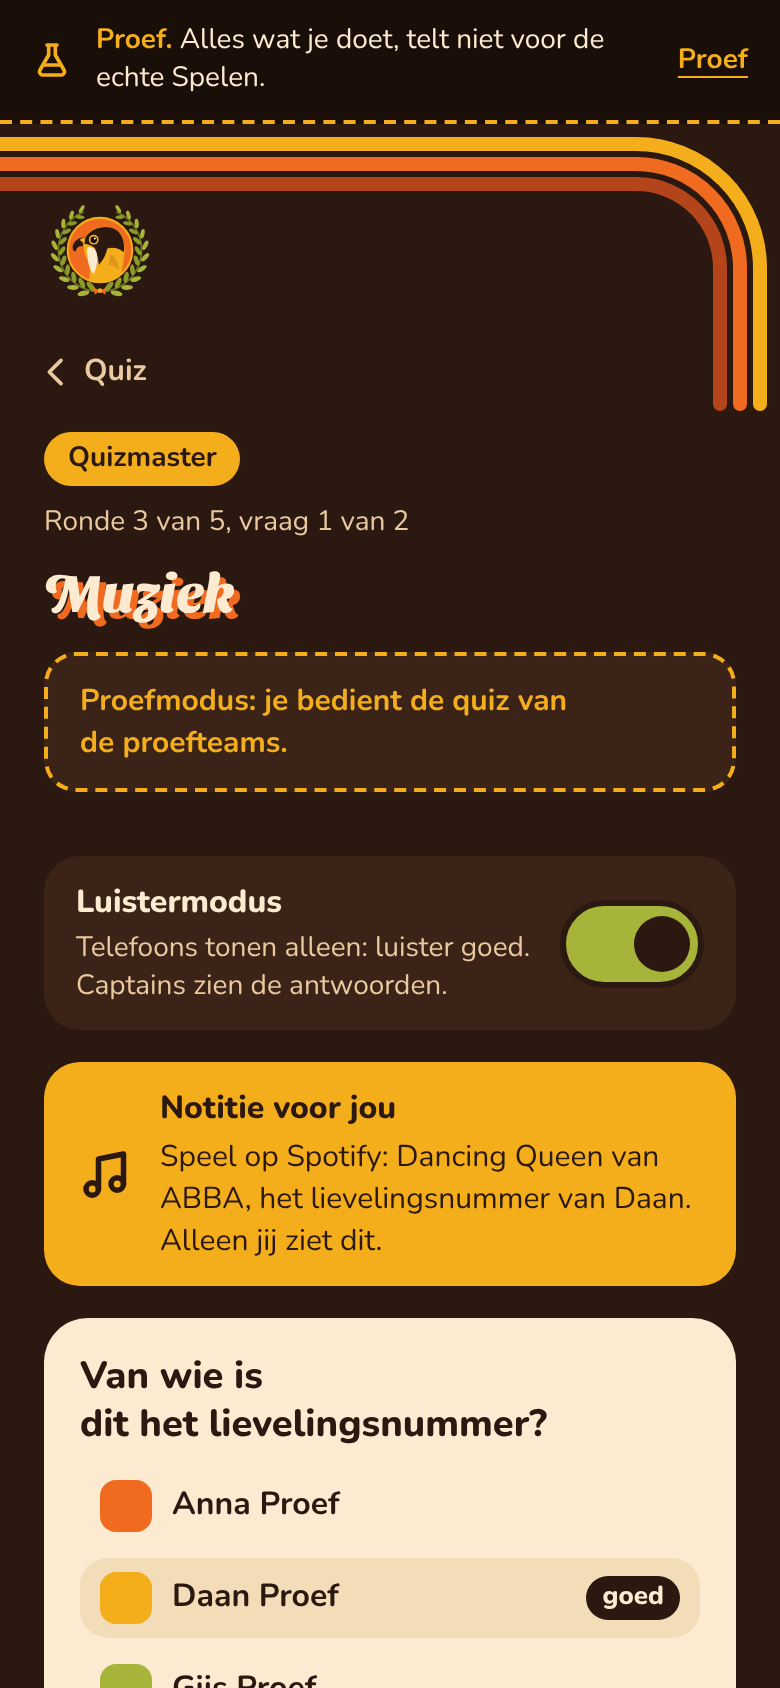 Proef. Alles wat je doet, telt niet voor de
echte Spelen.
Proef
Quiz
Quizmaster
Ronde 3 van 5, vraag 1 van 2
Muziek
Proefmodus: je bedient de quiz van
de proefteams.
Luistermodus
Telefoons tonen alleen: luister goed.
Captains zien de antwoorden.
Notitie voor jou
Speel op Spotify: Dancing Queen van
ABBA, het lievelingsnummer van Daan.
Alleen jij ziet dit.
Van wie is
dit het lievelingsnummer?
Anna Proef
Daan Proef
goed
Gijs Proef